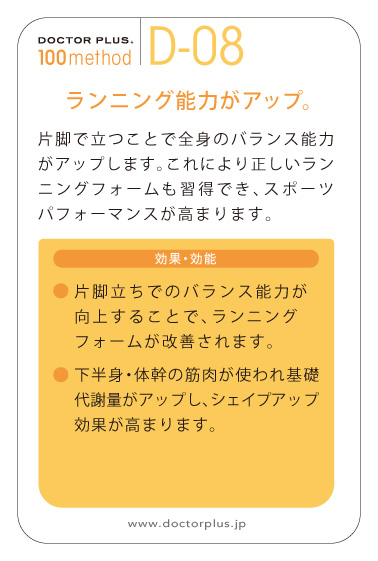 DOCTOR PLUS®
100method
D-08
ランニング能力がアップ。
片脚で立つことで全身のバランス能力
がアップします。これにより正しいラン
ニングフォームも習得でき、スポーツ
パフォーマンスが高まります。
効果・効能
● 片脚立ちでのバランス能力が
向上することで、ランニング
フォームが改善されます。
● 下半身・体幹の筋肉が使われ基礎
代謝量がアップし、シェイプアップ
効果が高まります。
www.doctorplus.jp